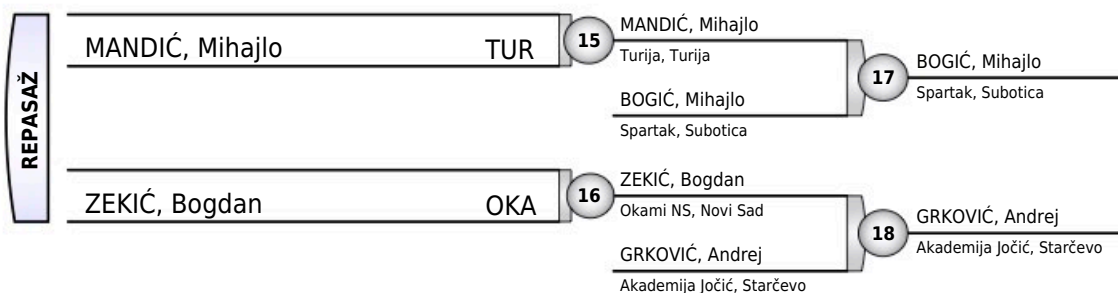 REPASAŽ
MANDIĆ, Mihajlo TUR
15
MANDIĆ, Mihajlo
Turija, Turija
BOGIĆ, Mihajlo
Spartak, Subotica
17
BOGIĆ, Mihajlo
Spartak, Subotica
ZEKIĆ, Bogdan OKA
16
ZEKIĆ, Bogdan
Okami NS, Novi Sad
GRKOVIĆ, Andrej
Akademija Jočić, Starčevo
18
GRKOVIĆ, Andrej
Akademija Jočić, Starčevo